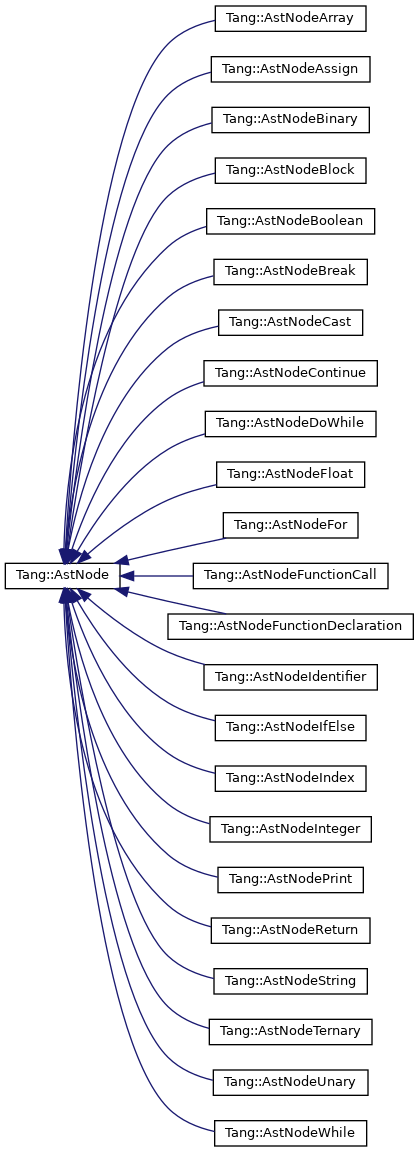 Tang::AstNodeArray
Tang::AstNodeAssign
Tang::AstNodeBinary
Tang::AstNodeBlock
Tang::AstNodeBoolean
Tang::AstNodeBreak
Tang::AstNodeCast
Tang::AstNodeContinue
Tang::AstNodeDoWhile
Tang::AstNodeFloat
Tang::AstNodeFor
Tang::AstNode
Tang::AstNodeFunctionCall
Tang::AstNodeFunctionDeclaration
Tang::AstNodeIdentifier
Tang::AstNodeIfElse
Tang::AstNodeIndex
Tang::AstNodeInteger
Tang::AstNodePrint
Tang::AstNodeReturn
Tang::AstNodeString
Tang::AstNodeTernary
Tang::AstNodeUnary
Tang::AstNodeWhile